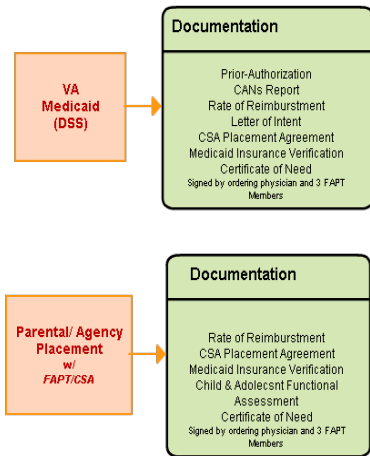 VA
Medicaid
(DSS)
Documentation
Prior-Authorization
CANs Report
Rate of Reimburstment
Letter of Intent
CSA Placement Agreement
Medicaid Insurance Verification
Certificate of Need
Signed by ordering physician and 3 FAPT
Members
Parental/ Agency
Placement
w/
FAPT/CSA
Documentation
Rate of Reimburstment
CSA Placement Agreement
Medicaid Insurance Verification
Child & Adolecsnt Functional
Assessment
Certificate of Need
Signed by ordering physician and 3 FAPT
Members